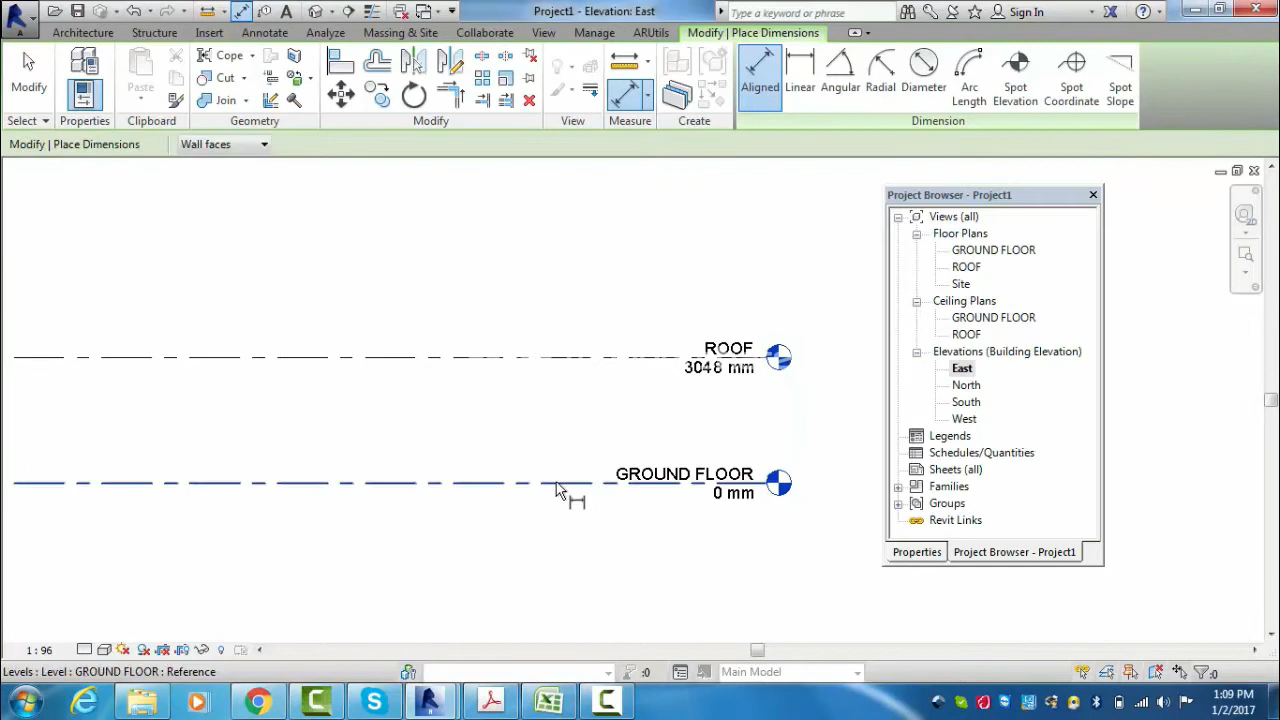 Project1 - Elevation: East
Type a keyword or phrase
Sign In
Architecture Structure Insert Annotate Analyze Massing & Site Collaborate View Manage ARUtils Modify | Place Dimensions
Modify
Paste
Cope
Cut
Join
Aligned Linear Angular Radial Diameter Arc Length Spot Elevation Spot Coordinate Spot Slope
Select Properties Clipboard Geometry Modify View Measure Create Dimension
Modify | Place Dimensions Wall faces
ROOF
3048 mm
GROUND FLOOR
0 mm
Project Browser - Project1
Views (all)
Floor Plans
GROUND FLOOR
ROOF
Site
Ceiling Plans
GROUND FLOOR
ROOF
Elevations (Building Elevation)
East
North
South
West
Legends
Schedules/Quantities
Sheets (all)
Families
Groups
Revit Links
Properties Project Browser - Project1
2D
1 : 96
Levels : Level : GROUND FLOOR : Reference
:0
Main Model
:0
1:09 PM
1/2/2017